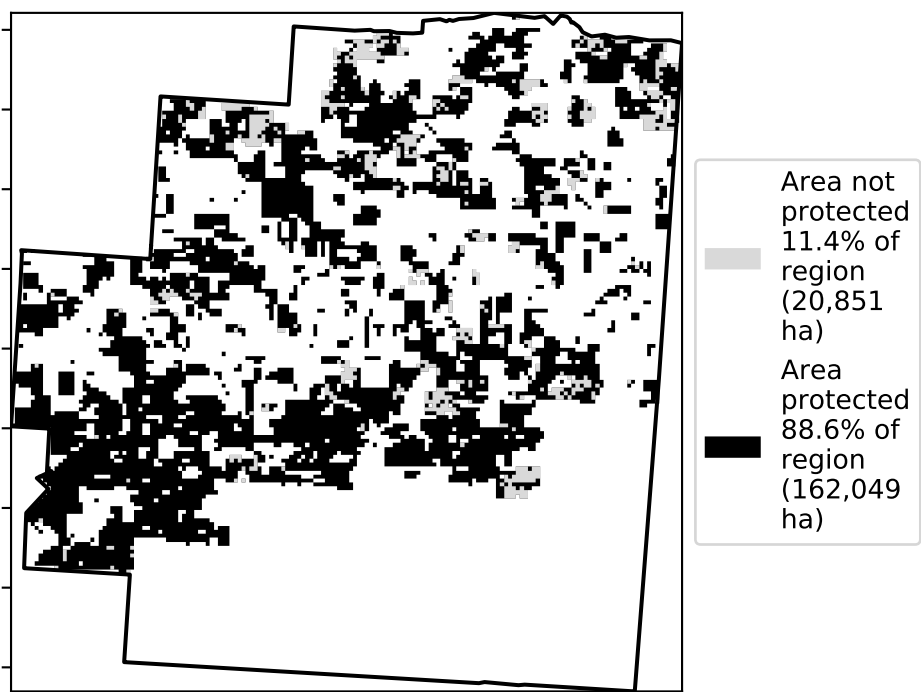 Area not
protected
11.4% of
region
(20,851
ha)
Area
protected
88.6% of
region
(162,049
ha)